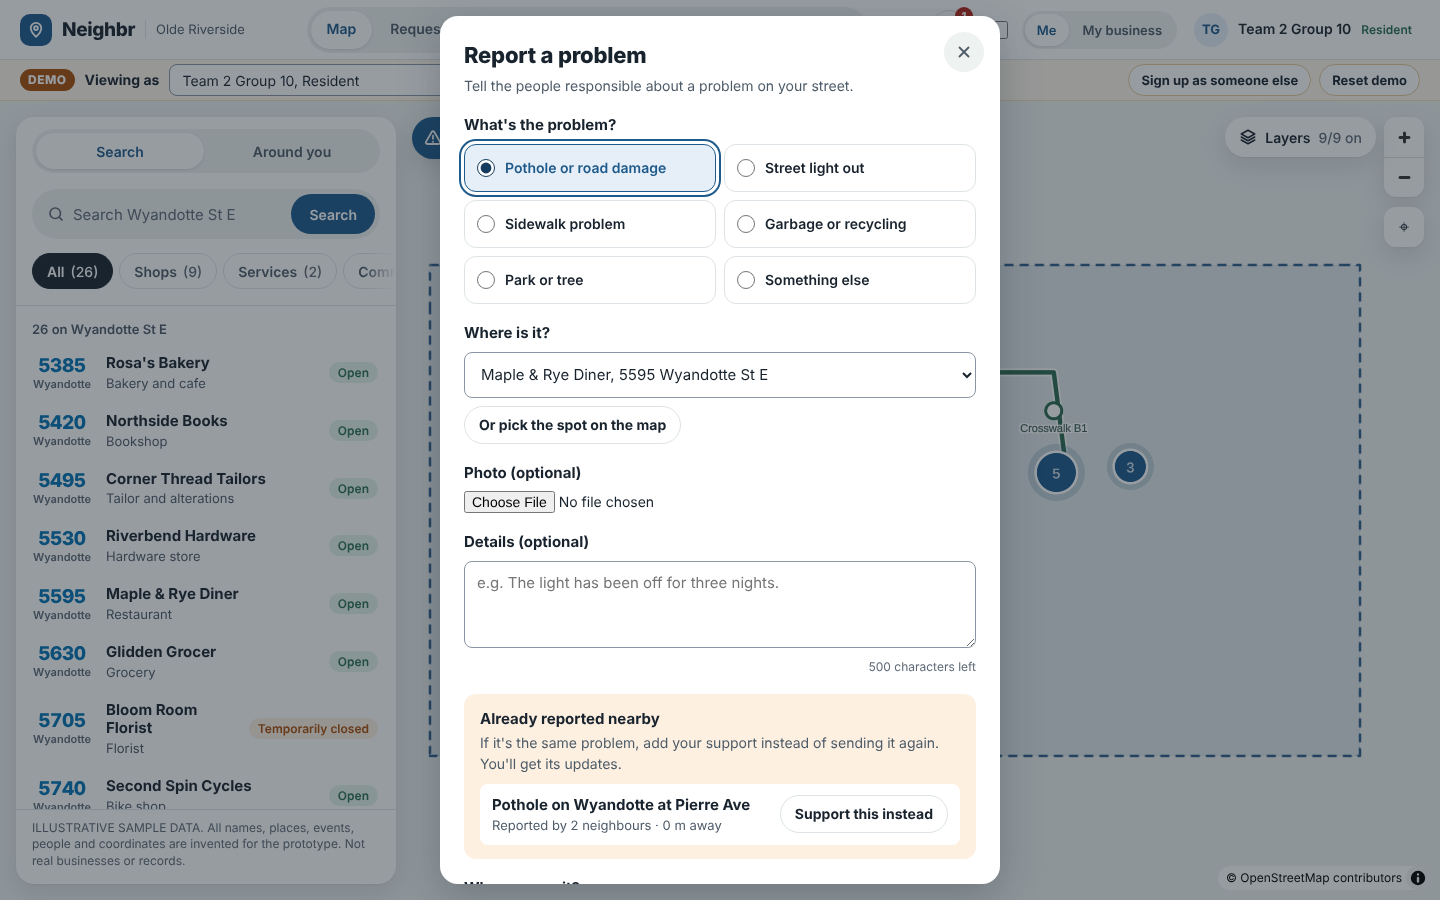 Neighbr
Olde Riverside
Map
Reques
1
Me
My business
TG
Team 2 Group 10
Resident
DEMO
Viewing as
Team 2 Group 10, Resident
Sign up as someone else
Reset demo
Search
Around you
Search Wyandotte St E
Search
All (26)
Shops (9)
Services (2)
26 on Wyandotte St E
5385 Wyandotte
Rosa's Bakery
Bakery and cafe
Open
5420 Wyandotte
Northside Books
Bookshop
Open
5495 Wyandotte
Corner Thread Tailors
Tailor and alterations
Open
5530 Wyandotte
Riverbend Hardware
Hardware store
Open
5595 Wyandotte
Maple & Rye Diner
Restaurant
Open
5630 Wyandotte
Glidden Grocer
Grocery
Open
5705 Wyandotte
Bloom Room
Florist
Florist
Temporarily closed
5740 Wyandotte
Second Spin Cycles
Bike shop
Open
ILLUSTRATIVE SAMPLE DATA. All names, places, events,
people and coordinates are invented for the prototype. Not
real businesses or records.
Report a problem
Tell the people responsible about a problem on your street.
What's the problem?
Pothole or road damage
Street light out
Sidewalk problem
Garbage or recycling
Park or tree
Something else
Where is it?
Maple & Rye Diner, 5595 Wyandotte St E
Or pick the spot on the map
Photo (optional)
Choose File No file chosen
Details (optional)
e.g. The light has been off for three nights.
500 characters left
Already reported nearby
If it's the same problem, add your support instead of sending it again.
You'll get its updates.
Pothole on Wyandotte at Pierre Ave
Reported by 2 neighbours · 0 m away
Support this instead
Layers 9/9 on
+
−
Crosswalk B1
5
3
© OpenStreetMap contributors